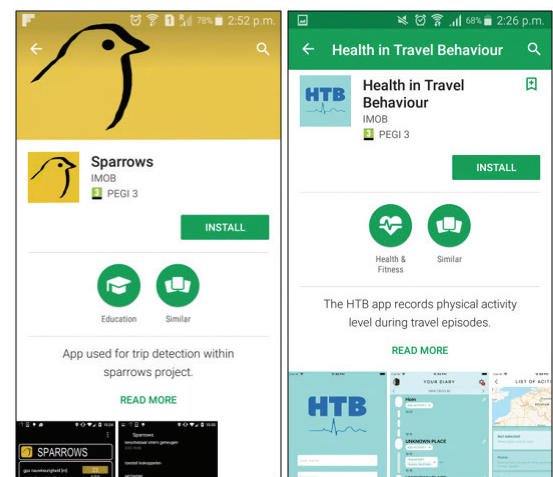 78% 2:52 p.m.
Sparrows
IMOB
3 PEGI 3
INSTALL
Education
Similar
App used for trip detection within
sparrows project.
READ MORE
SPARROWS
Sparrows
68% 2:26 p.m.
Health in Travel Behaviour
HTB
Health in Travel
Behaviour
IMOB
3 PEGI 3
INSTALL
Health &
Fitness
Similar
The HTB app records physical activity
level during travel episodes.
READ MORE
HTB
YOUR DIARY
UNKNOWN PLACE